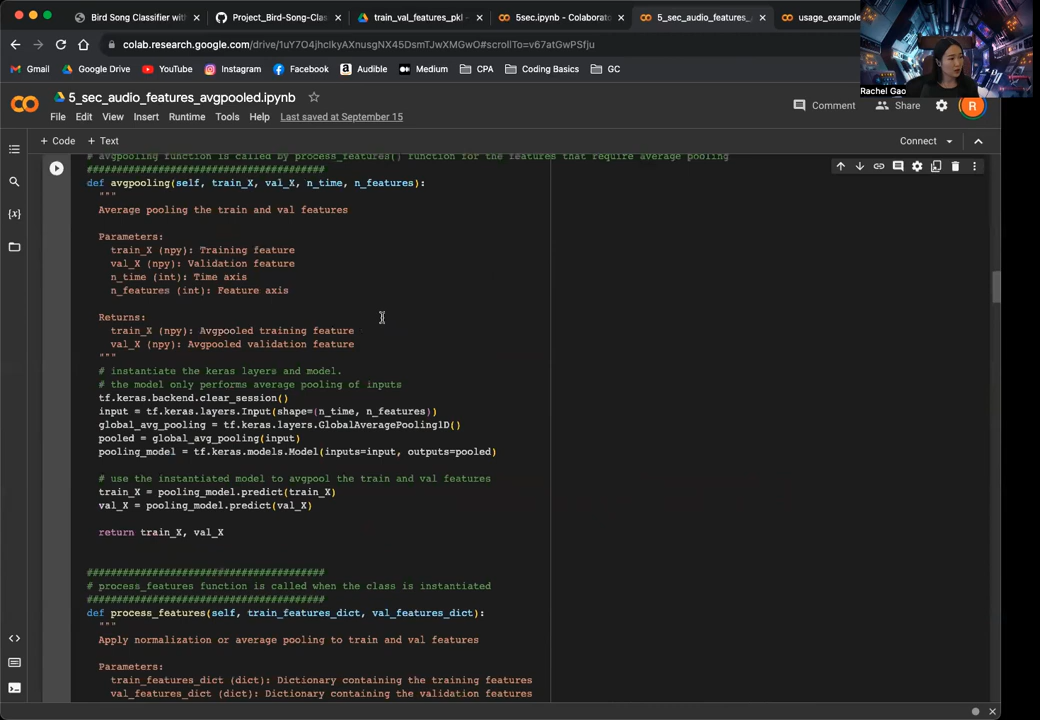 Bird Song Classifier with
Project_Bird-Song-Clas
train_val_features_pkl -
5sec.ipynb - Colaborato
5_sec_audio_features_
usage_example
colab.research.google.com/drive/1uY7O4jhclkyAXnusgNX45DsmTJwXMGwO#scrollTo=v67atGwPSfju
Gmail
Google Drive
YouTube
Instagram
Facebook
Audible
Medium
CPA
Coding Basics
GC
Rachel Gao
5_sec_audio_features_avgpooled.ipynb
Comment
Share
R
File Edit View Insert Runtime Tools Help Last saved at September 15
+ Code + Text
Connect
# avgpooling function is called by process_features() function for the features that require average pooling
########################################
def avgpooling(self, train_X, val_X, n_time, n_features):
"""
Average pooling the train and val features
Parameters:
train_X (npy): Training feature
val_X (npy): Validation feature
n_time (int): Time axis
n_features (int): Feature axis
Returns:
train_X (npy): Avgpooled training feature
val_X (npy): Avgpooled validation feature
"""
# instantiate the keras layers and model.
# the model only performs average pooling of inputs
tf.keras.backend.clear_session()
input = tf.keras.layers.Input(shape=(n_time, n_features))
global_avg_pooling = tf.keras.layers.GlobalAveragePooling1D()
pooled = global_avg_pooling(input)
pooling_model = tf.keras.models.Model(inputs=input, outputs=pooled)
# use the instantiated model to avgpool the train and val features
train_X = pooling_model.predict(train_X)
val_X = pooling_model.predict(val_X)
return train_X, val_X
########################################
# process_features function is called when the class is instantiated
########################################
def process_features(self, train_features_dict, val_features_dict):
"""
Apply normalization or average pooling to train and val features
Parameters:
train_features_dict (dict): Dictionary containing the training features
val_features_dict (dict): Dictionary containing the validation features